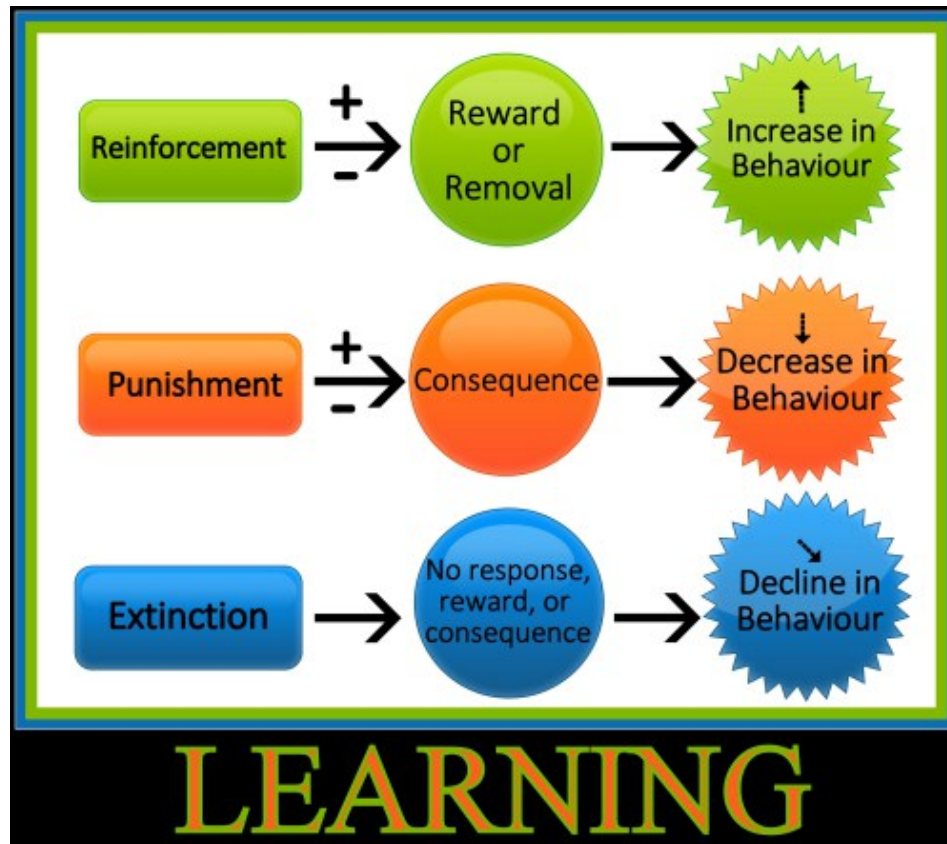 Reinforcement
+
-
Reward
or
Removal
Increase in
Behaviour
Punishment
+
-
Consequence
Decrease in
Behaviour
Extinction
No response,
reward, or
consequence
Decline in
Behaviour
LEARNING